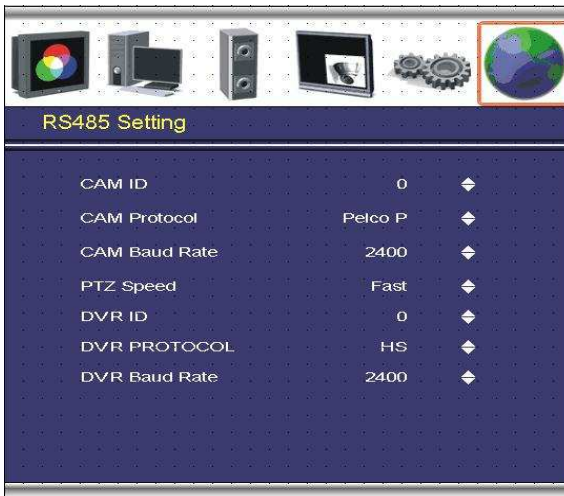 RS485 Setting
CAM ID 0
CAM Protocol Pelco P
CAM Baud Rate 2400
PTZ Speed Fast
DVR ID 0
DVR PROTOCOL HS
DVR Baud Rate 2400